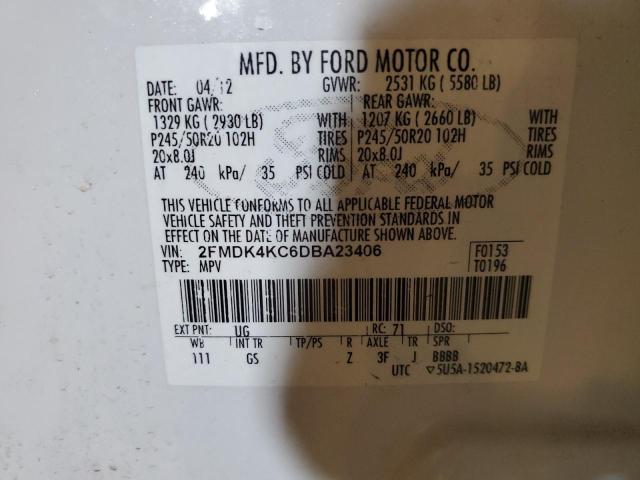 MFD. BY FORD MOTOR CO.
DATE: 04/12 GVWR: 2531 KG ( 5580 LB)
FRONT GAWR: REAR GAWR:
1329 KG ( 2930 LB) WITH 1207 KG ( 2660 LB) WITH
P245/50R20 102H TIRES P245/50R20 102H TIRES
20x8.0J RIMS 20x8.0J RIMS
AT 240 kPa/ 35 PSI COLD AT 240 kPa/ 35 PSI COLD
THIS VEHICLE CONFORMS TO ALL APPLICABLE FEDERAL MOTOR
VEHICLE SAFETY AND THEFT PREVENTION STANDARDS IN
EFFECT ON THE DATE OF MANUFACTURE SHOWN ABOVE.
VIN: 2FMDK4KC6DBA23406 F0153
TYPE: MPV T0196
EXT PNT: UG RC: 71 DSO:
WB INT TR TP/PS R AXLE TR SPR
111 GS Z 3F J BBBB
UTC ▽5U5A-1520472-BA